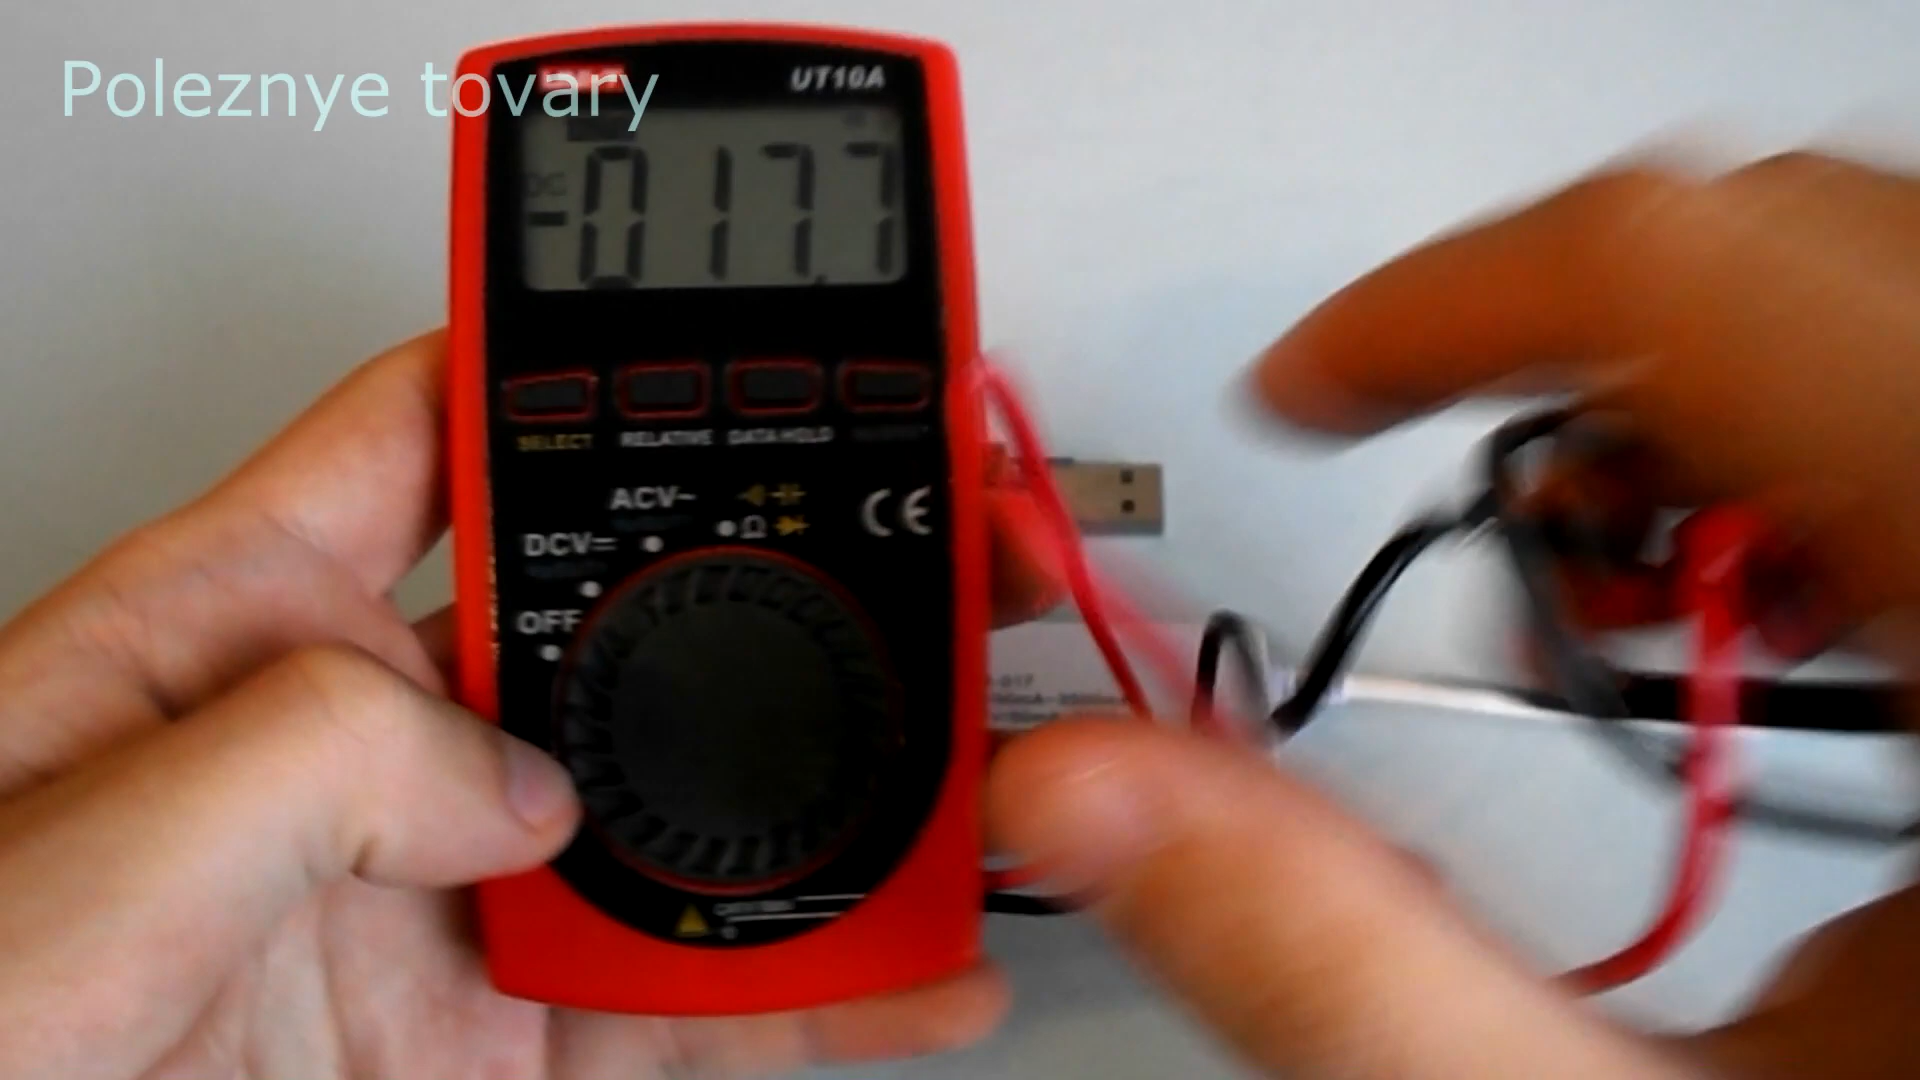 Poleznye tovary
UT10A
DC
-017.7
SELECT RELATIVE DATA HOLD
ACV~
Ω
CE
DCV=
OFF